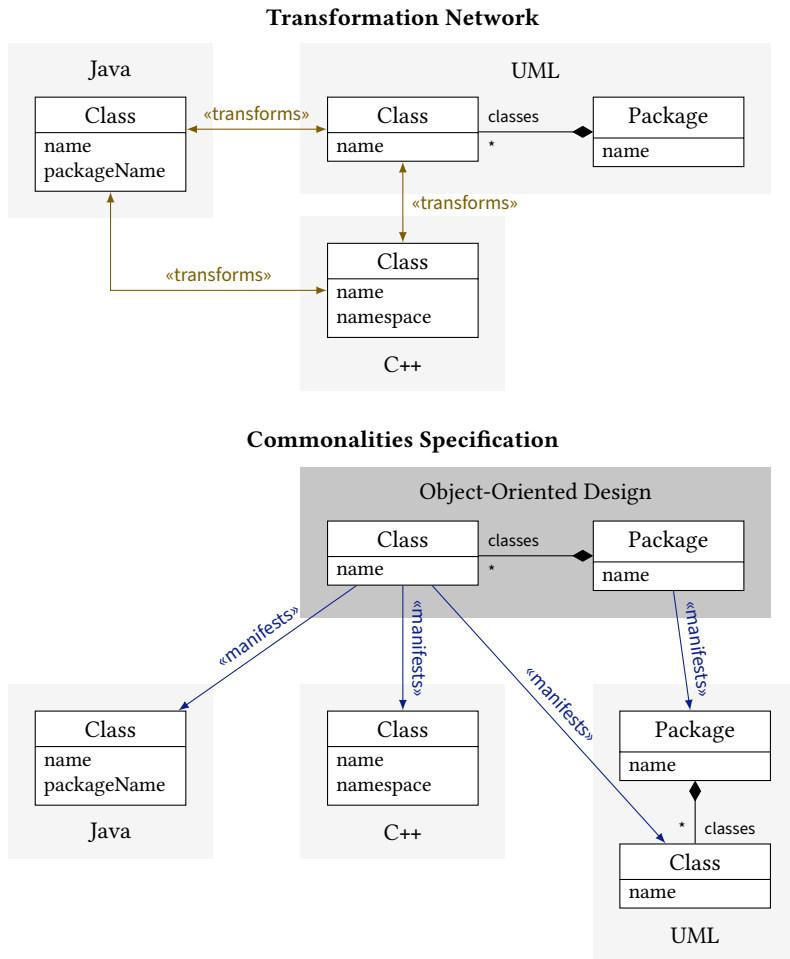 Transformation Network
Java
UML
Class
name
packageName
«transforms»
Class
name
classes
*
Package
name
«transforms»
«transforms»
Class
name
namespace
C++
Commonalities Specification
Object-Oriented Design
Class
name
classes
*
Package
name
«manifests»
«manifests»
«manifests»
«manifests»
Class
name
packageName
Java
Class
name
namespace
C++
Package
name
*
classes
Class
name
UML